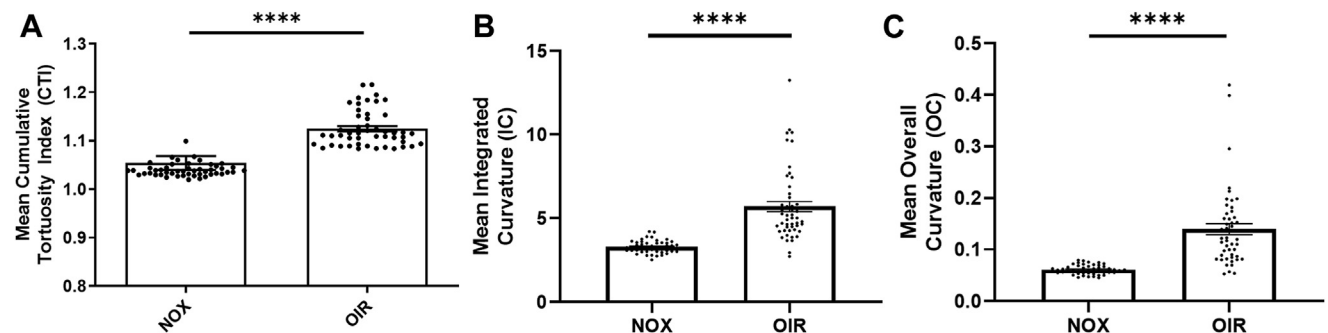 A
****
Mean Cumulative
Tortuosity Index (CTI)
1.3
1.2
1.1
1.0
0.9
0.8
NOX
OIR
B
****
Mean Integrated
Curvature (IC)
15
10
5
0
NOX
OIR
C
****
Mean Overall
Curvature (OC)
0.5
0.4
0.3
0.2
0.1
0.0
NOX
OIR